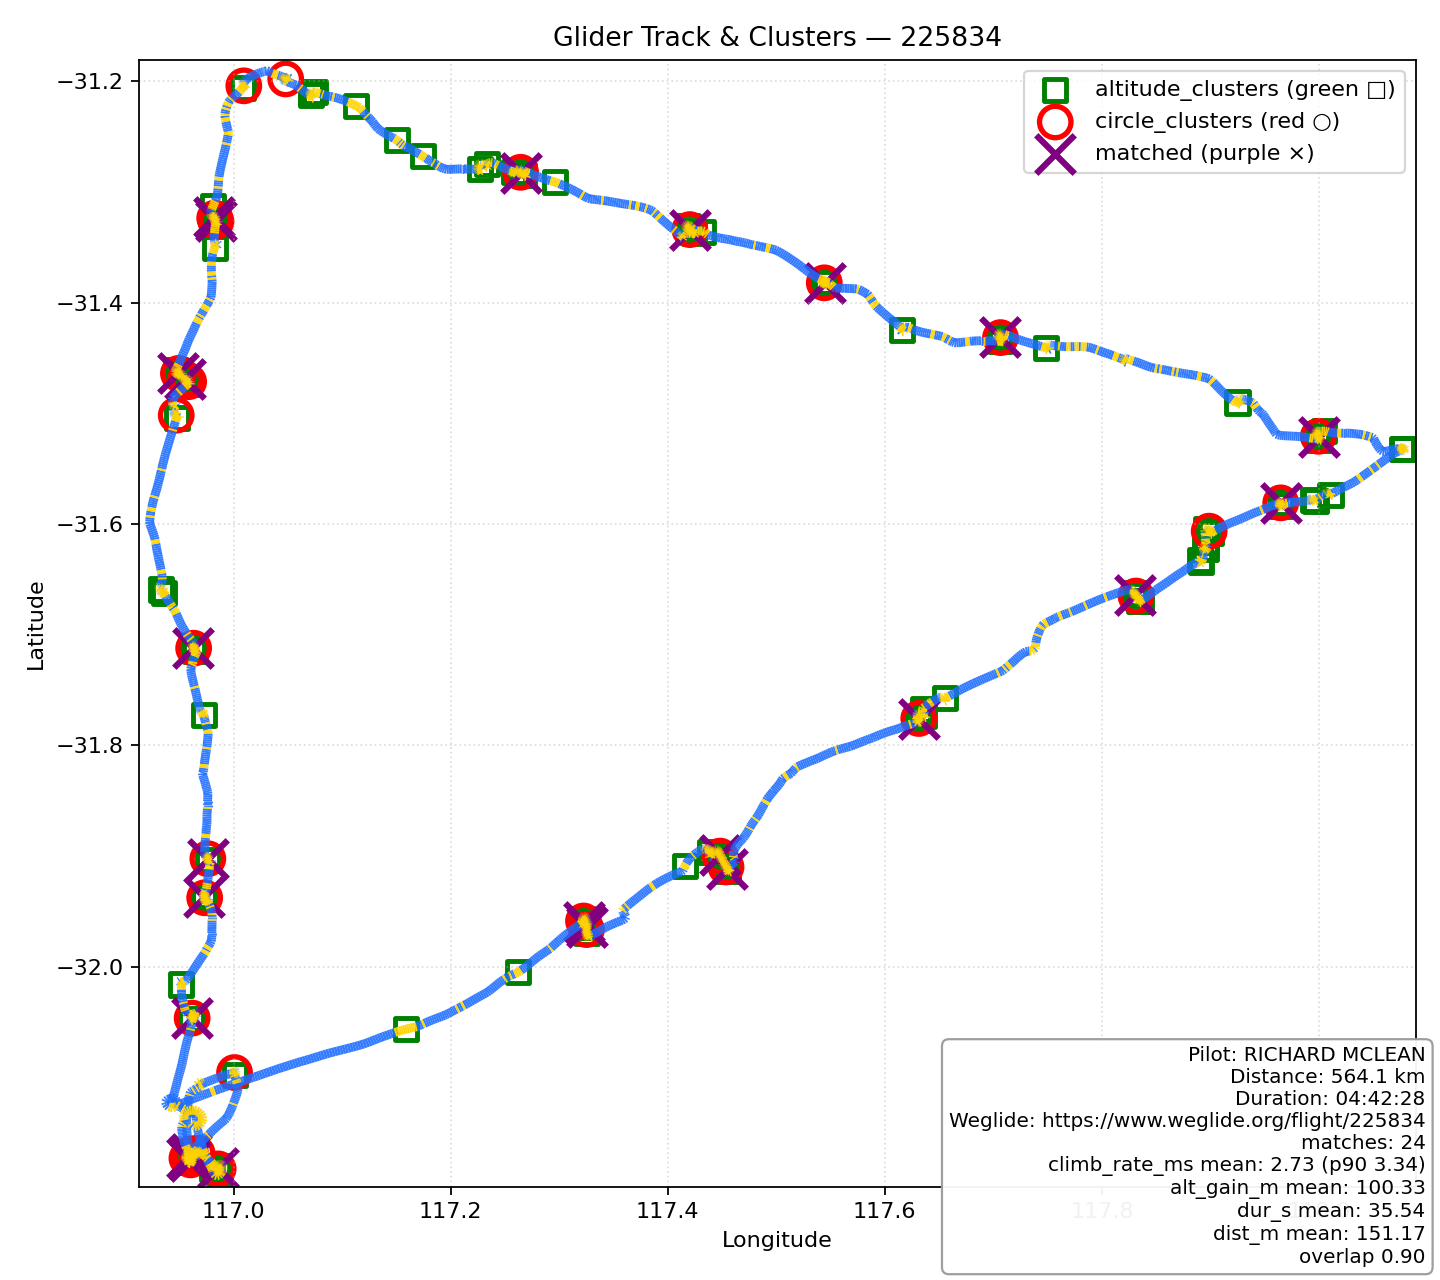 Glider Track & Clusters — 225834
altitude_clusters (green □)
circle_clusters (red ○)
matched (purple ×)
Latitude
−31.2
−31.4
−31.6
−31.8
−32.0
117.0
117.2
117.4
117.6
117.8
Longitude
Pilot: RICHARD MCLEAN
Distance: 564.1 km
Duration: 04:42:28
Weglide: https://www.weglide.org/flight/225834
matches: 24
climb_rate_ms mean: 2.73 (p90 3.34)
alt_gain_m mean: 100.33
dur_s mean: 35.54
dist_m mean: 151.17
overlap 0.90